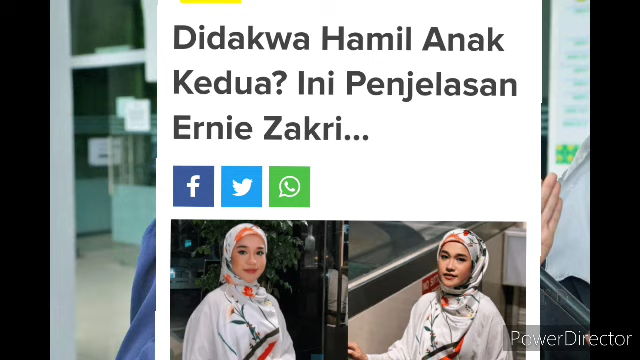 Didakwa Hamil Anak
Kedua? Ini Penjelasan
Ernie Zakri...
PowerDirector